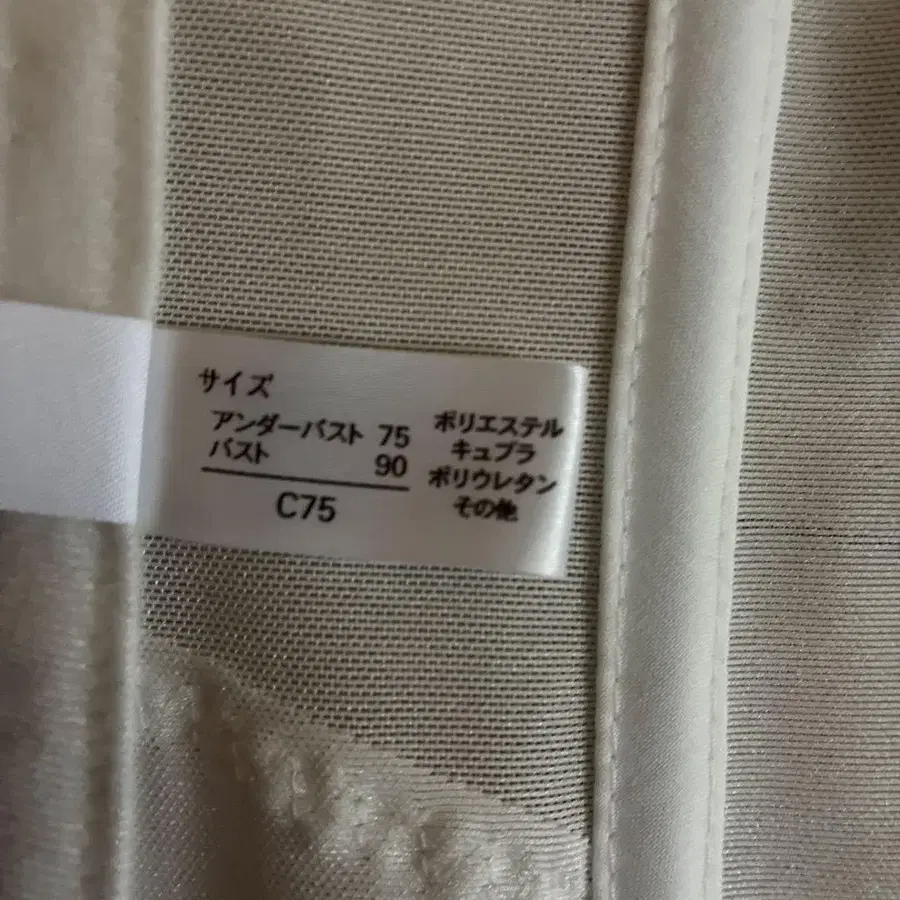 サイズ
アンダーバスト 75
バスト 90
C75
ポリエステル
キュプラ
ポリウレタン
その他